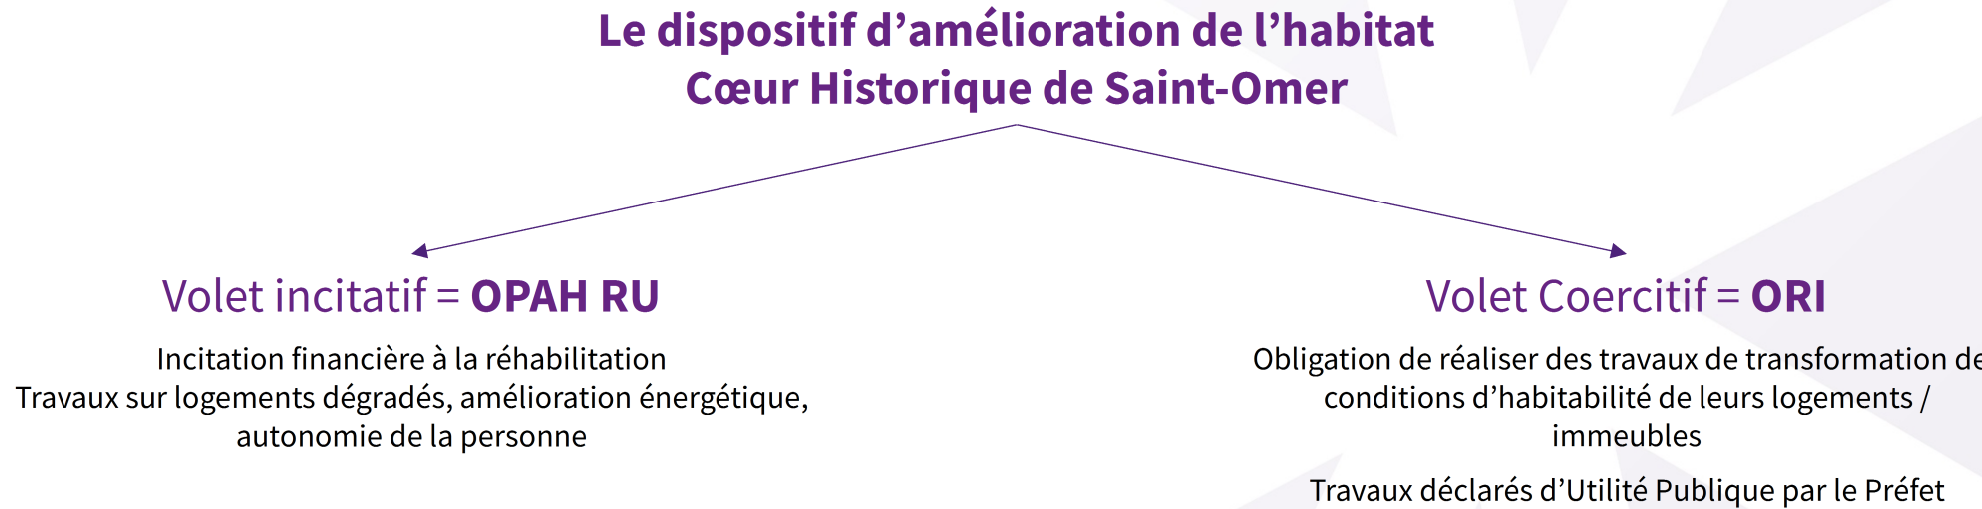 Le dispositif d’amélioration de l’habitat
Cœur Historique de Saint-Omer
Volet incitatif = OPAH RU
Incitation financière à la réhabilitation
Travaux sur logements dégradés, amélioration énergétique,
autonomie de la personne
Volet Coercitif = ORI
Obligation de réaliser des travaux de transformation de
conditions d’habitabilité de leurs logements /
immeubles
Travaux déclarés d’Utilité Publique par le Préfet